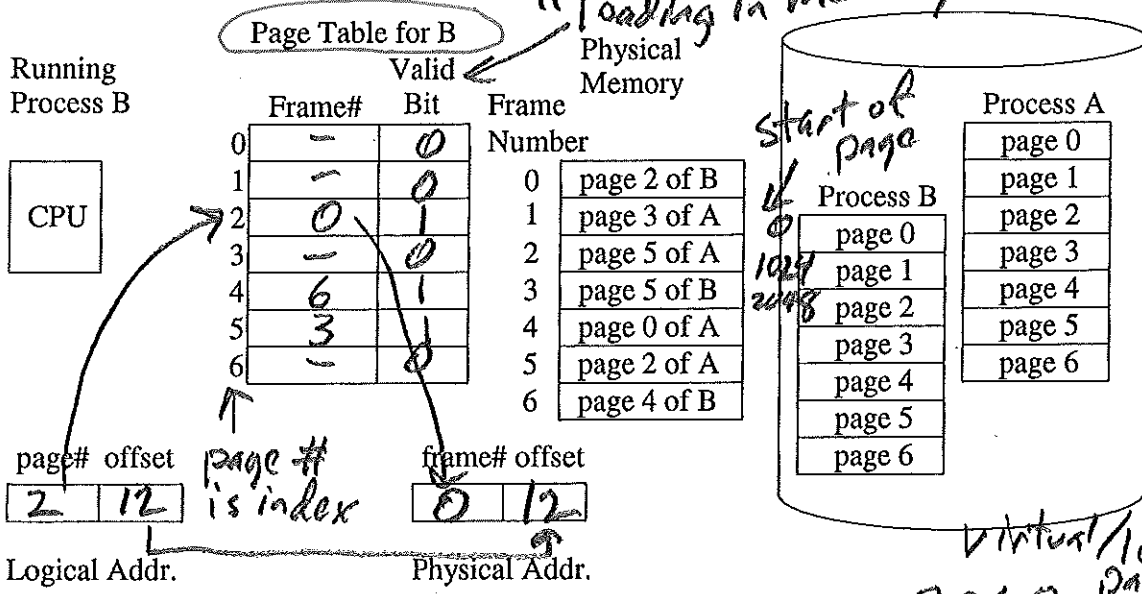 loading in
Page Table for B
Running
Process B
Valid
Bit
Frame#
Physical
Memory
Frame
Number
CPU
0 – 0
1 – 0
2 0 1
3 – 0
4 6 1
5 3 1
6 – 0
0 page 2 of B
1 page 3 of A
2 page 5 of A
3 page 5 of B
4 page 0 of A
5 page 2 of A
6 page 4 of B
start of
page
Process B
0 page 0
1024 page 1
2048 page 2
page 3
page 4
page 5
page 6
Process A
page 0
page 1
page 2
page 3
page 4
page 5
page 6
page# offset
2 12
Logical Addr.
page #
is index
frame# offset
0 12
Physical Addr.
virtual/